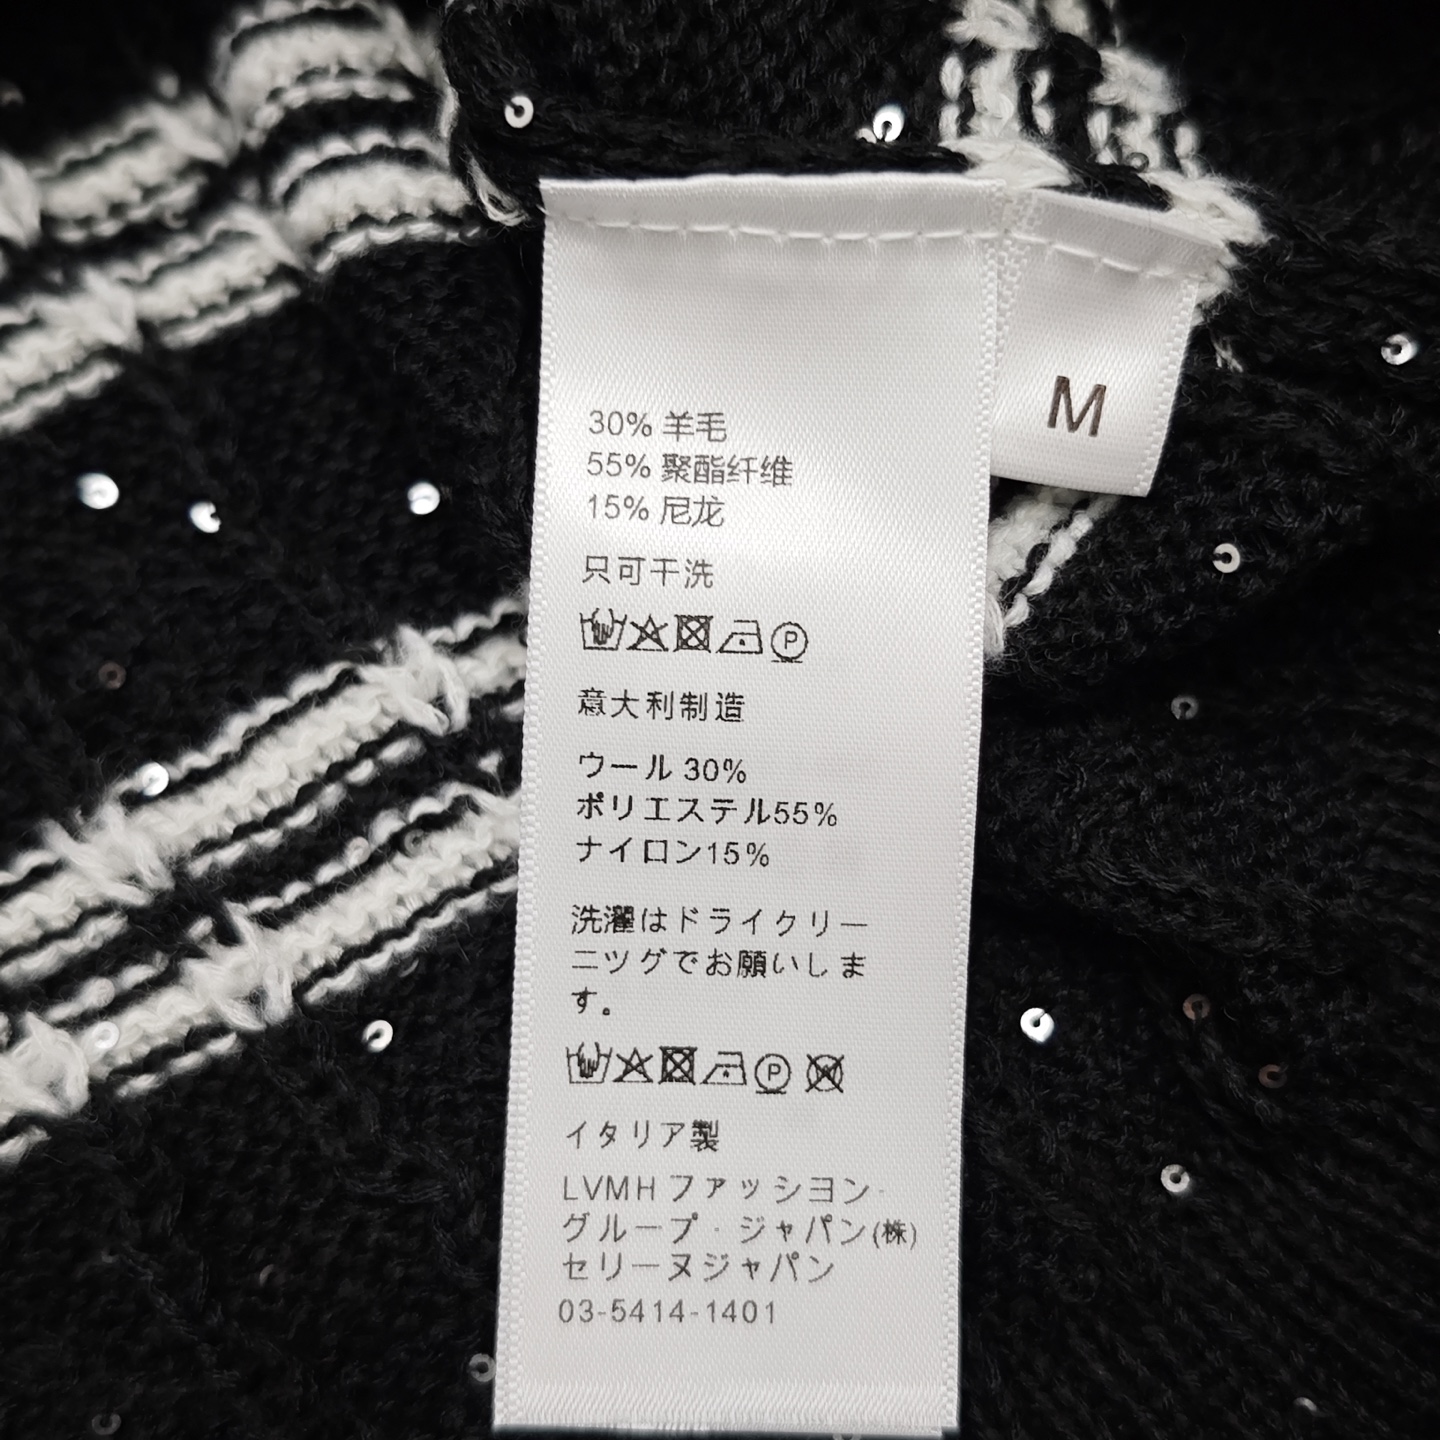 30% 羊毛
55% 聚酯纤维
15% 尼龙
只可干洗
P
意大利制造
ウール 30%
ポリエステル55%
ナイロン15%
洗濯はドライクリー
ニツグでお願いしま
す。
P W
イタリア製
LVMH ファッシヨン·
グループ · ジャパン(株)
セリーヌジャパン
03-5414-1401
M